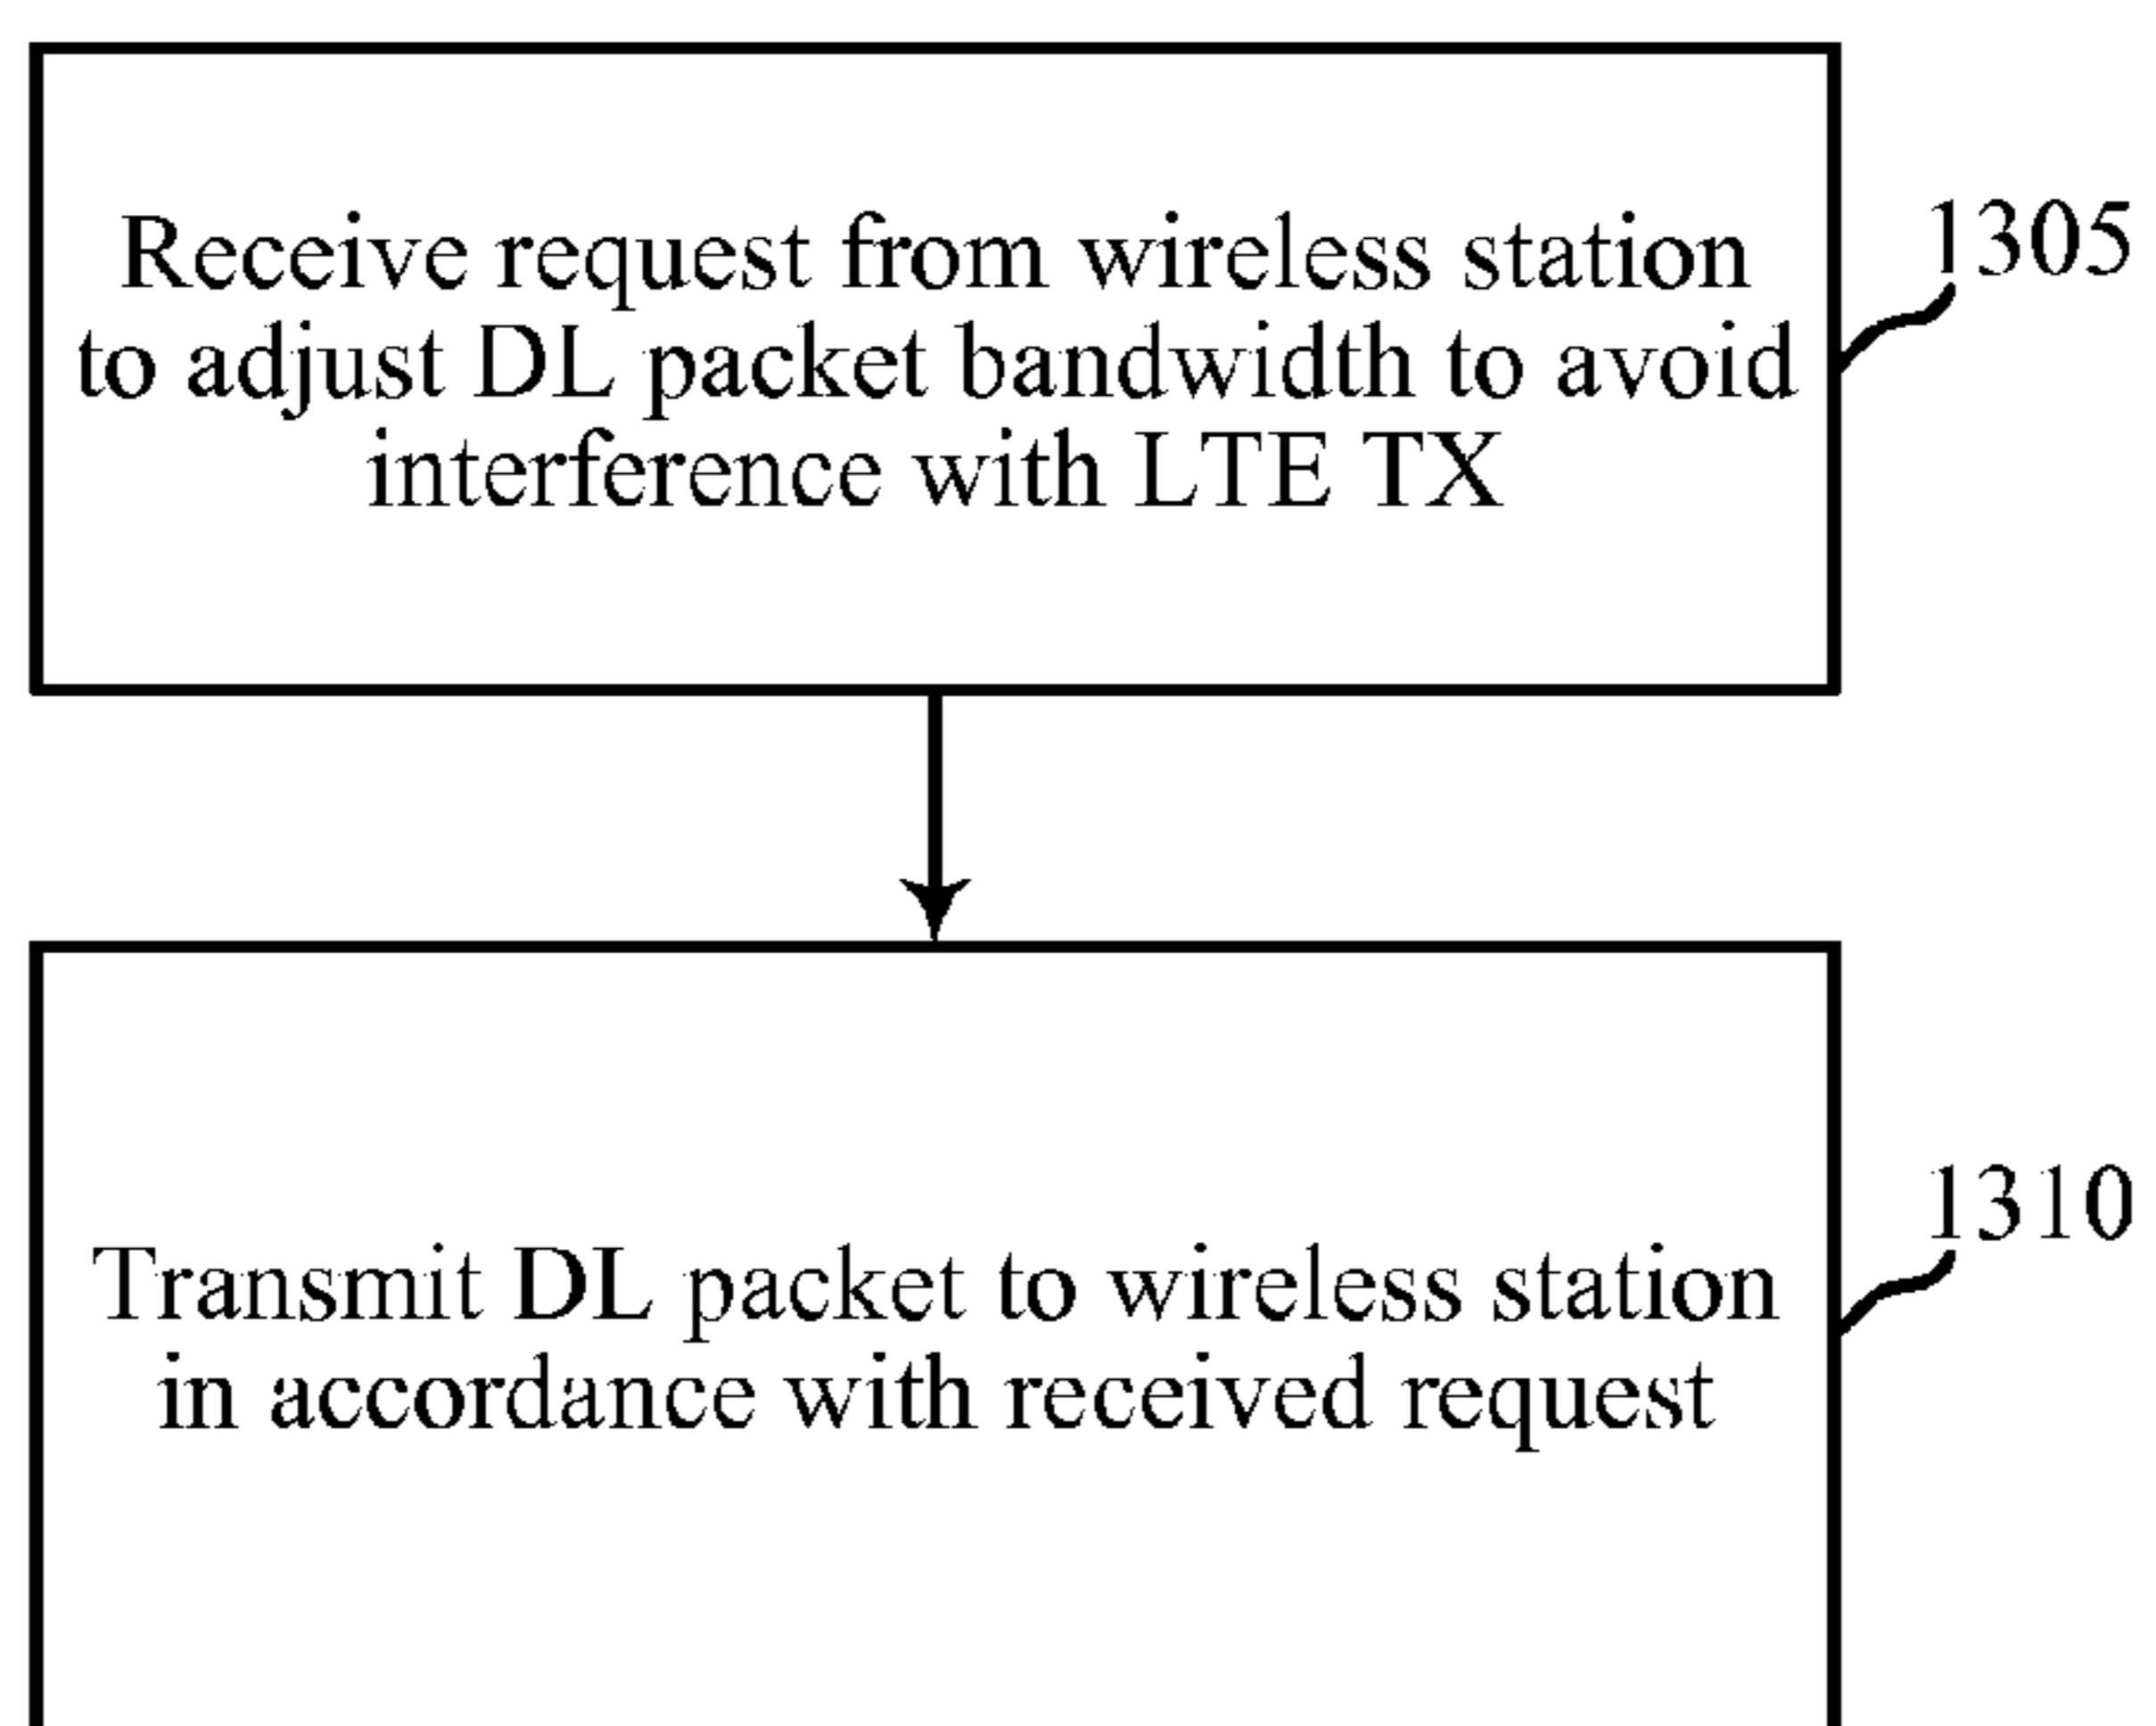 Receive request from wireless station
to adjust DL packet bandwidth to avoid
interference with LTE TX
1305
Transmit DL packet to wireless station
in accordance with received request
1310